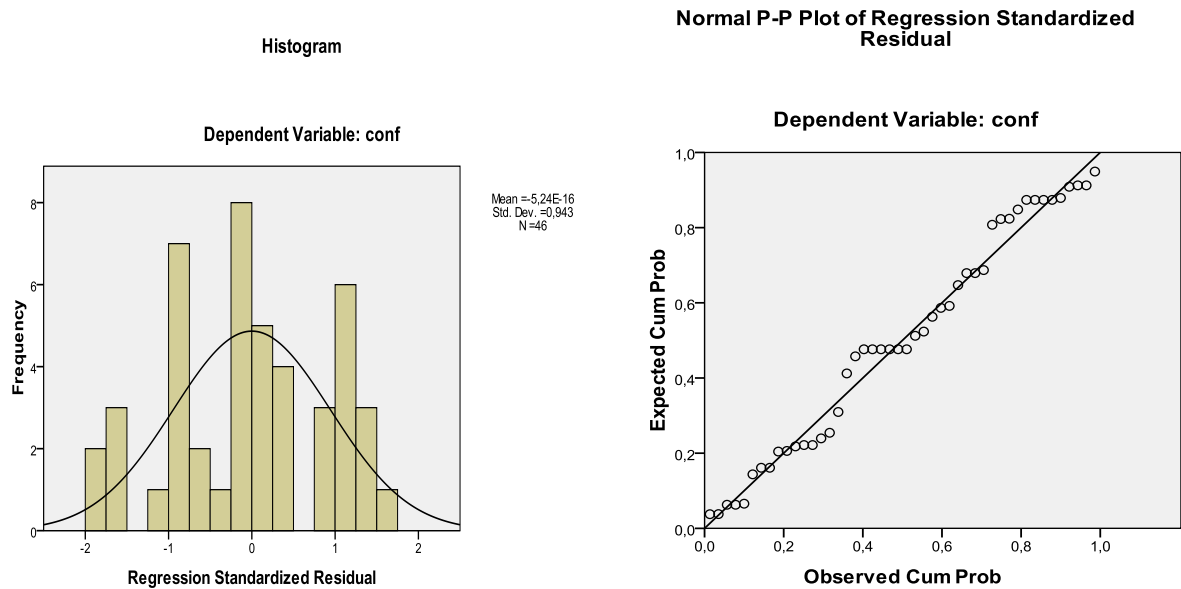 Histogram
Dependent Variable: conf
Mean =-5,24E-16
Std. Dev. =0,943
N =46
Frequency
8
6
4
2
0
-2 -1 0 1 2
Regression Standardized Residual
Normal P-P Plot of Regression Standardized
Residual
Dependent Variable: conf
Expected Cum Prob
1,0
0,8
0,6
0,4
0,2
0,0
0,0 0,2 0,4 0,6 0,8 1,0
Observed Cum Prob